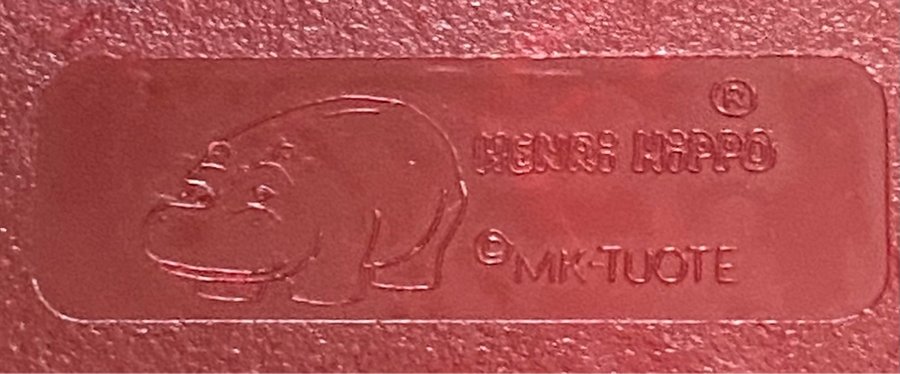 ®
HENRi HiPPO
©MK-TUOTE